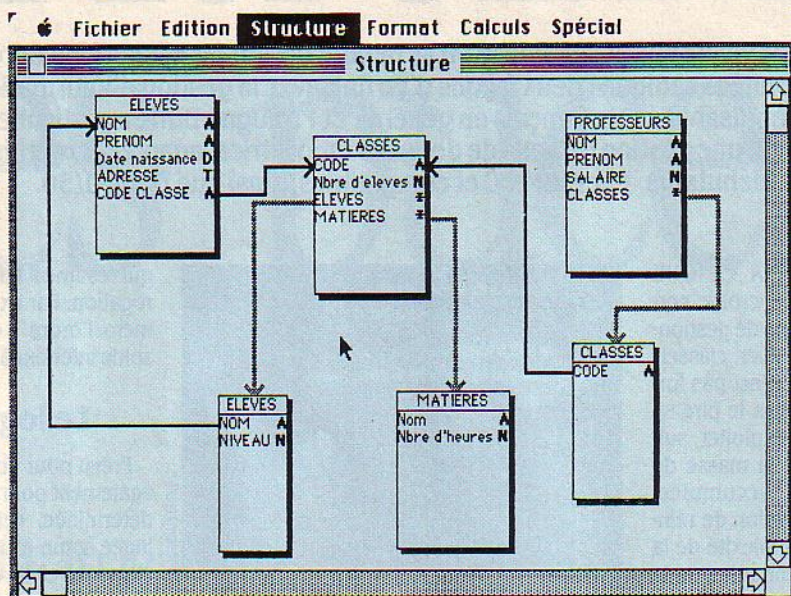 Fichier Edition Structure Format Calculs Spécial
Structure
ELEVES
NOM A
PRENOM A
Date naissance D
ADRESSE T
CODE CLASSE A
CLASSES
CODE A
Nbre d'eleves N
ELEVES *
MATIERES *
PROFESSEURS
NOM A
PRENOM A
SALAIRE N
CLASSES *
ELEVES
NOM A
NIVEAU N
MATIERES
Nom A
Nbre d'heures N
CLASSES
CODE A